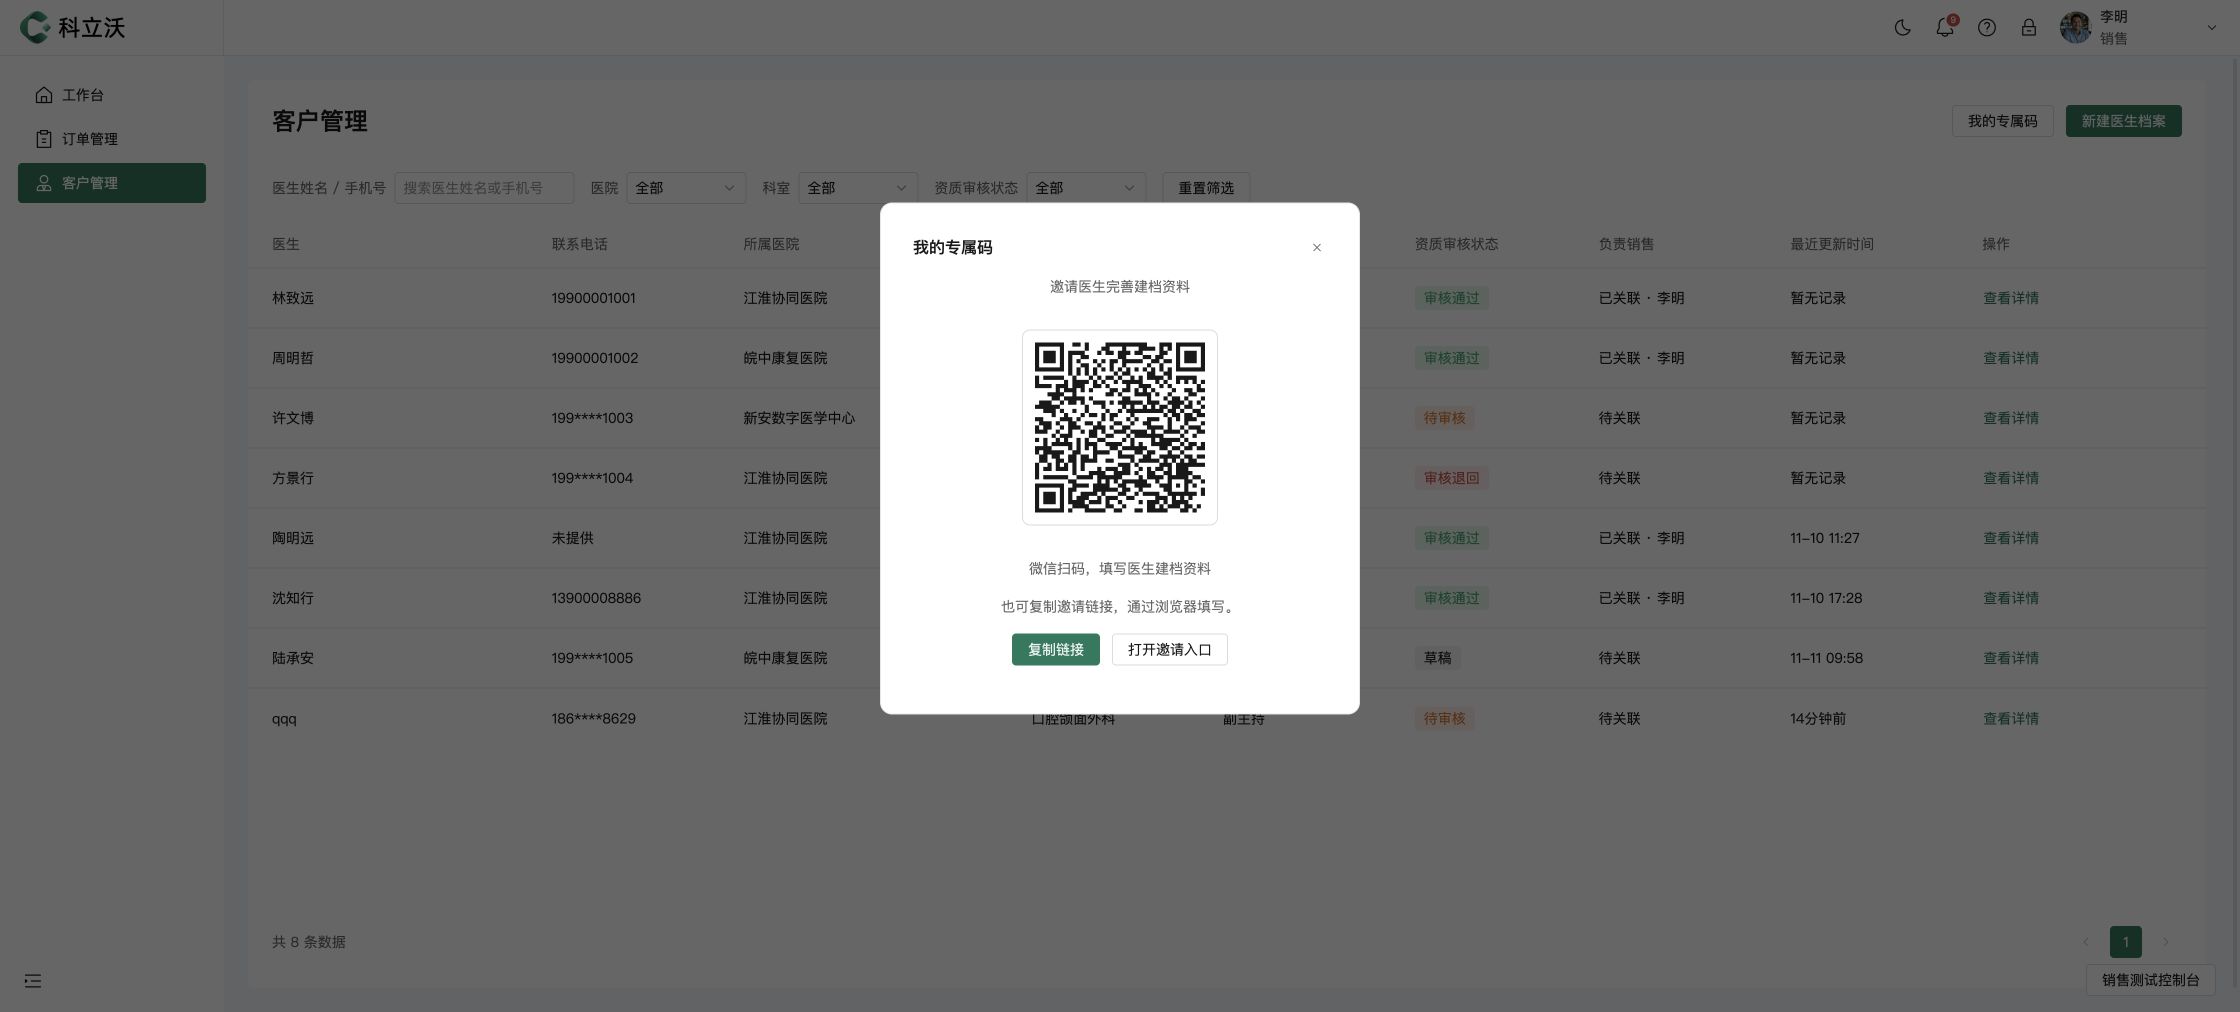 科立沃
9
李明
销售
工作台
订单管理
客户管理
客户管理
我的专属码
新建医生档案
医生姓名 / 手机号
搜索医生姓名或手机号
医院
全部
科室
全部
资质审核状态
全部
重置筛选
医生
联系电话
所属医院
资质审核状态
负责销售
最近更新时间
操作
林致远
19900001001
江淮协同医院
审核通过
已关联 · 李明
暂无记录
查看详情
周明哲
19900001002
皖中康复医院
审核通过
已关联 · 李明
暂无记录
查看详情
许文博
199****1003
新安数字医学中心
待审核
待关联
暂无记录
查看详情
方景行
199****1004
江淮协同医院
审核退回
待关联
暂无记录
查看详情
陶明远
未提供
江淮协同医院
审核通过
已关联 · 李明
11-10 11:27
查看详情
沈知行
13900008886
江淮协同医院
审核通过
已关联 · 李明
11-10 17:28
查看详情
陆承安
199****1005
皖中康复医院
草稿
待关联
11-11 09:58
查看详情
qqq
186****8629
江淮协同医院
口腔颌面外科
副主持
待审核
待关联
14分钟前
查看详情
我的专属码
邀请医生完善建档资料
微信扫码，填写医生建档资料
也可复制邀请链接，通过浏览器填写。
复制链接
打开邀请入口
共 8 条数据
1
销售测试控制台